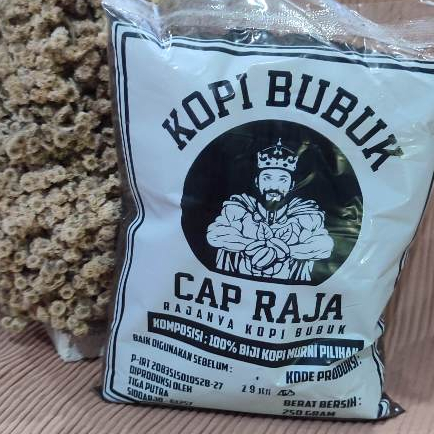 KOPI BUBUK
CAP RAJA
RAJANYA KOPI BUBUK
KOMPOSISI : 100% BIJI KOPI MURNI PILIHAN
BAIK DIGUNAKAN SEBELUM :
KODE PRODUKSI :
DIPRODUKSI OLEH
TIGA PUTRA
SIDOARJO
BERAT BERSIH :
250 GRAM